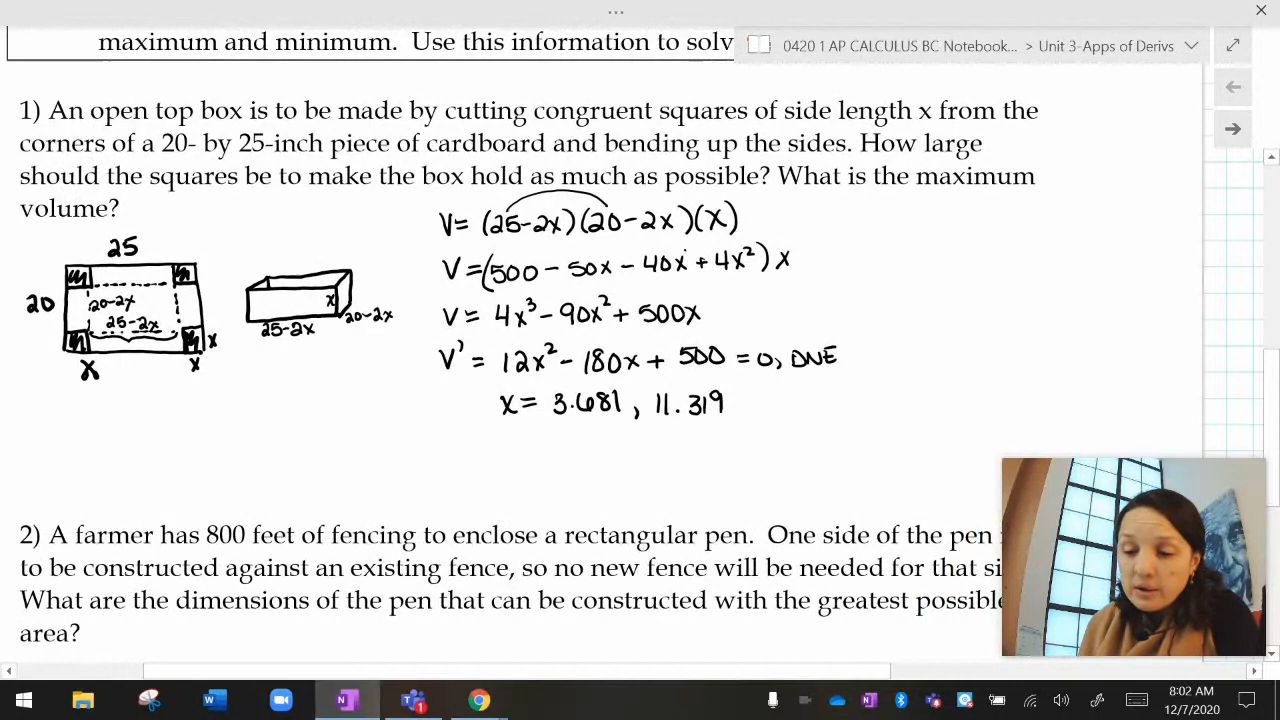 maximum and minimum. Use this information to solv
0420 1 AP CALCULUS BC Notebook... > Unit 3-Apps of Derivs
1) An open top box is to be made by cutting congruent squares of side length x from the
corners of a 20- by 25-inch piece of cardboard and bending up the sides. How large
should the squares be to make the box hold as much as possible? What is the maximum
volume?
25
20
20-2x
25-2x
x
x
x
x
25-2x
20-2x
V= (25-2x)(20-2x)(x)
V=(500 - 50x - 40x + 4x²) x
V= 4x³ - 90x² + 500x
V' = 12x² - 180x + 500 = 0, DNE
x= 3.681, 11.319
2) A farmer has 800 feet of fencing to enclose a rectangular pen. One side of the pen
to be constructed against an existing fence, so no new fence will be needed for that si
What are the dimensions of the pen that can be constructed with the greatest possible
area?
8:02 AM
12/7/2020